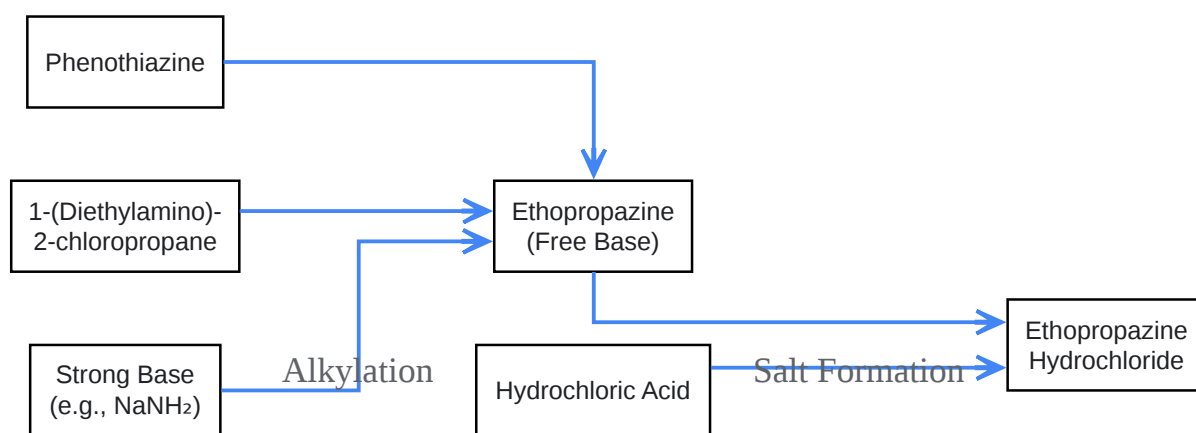 Phenothiazine
1-(Diethylamino)-
2-chloropropane
Ethopropazine
(Free Base)
Strong Base
(e.g., NaNH₂)
Alkylation
Hydrochloric Acid
Salt Formation
Ethopropazine
Hydrochloride